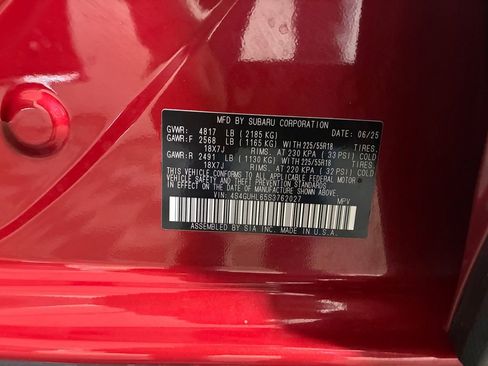 MFD BY SUBARU CORPORATION DATE: 06/25
GVWR: 4817 LB ( 2185 KG)
GAWR:F 2568 LB ( 1165 KG) WITH 225/55R18 TIRES.
18X7J RIMS. AT 230 KPA ( 33 PSI) COLD
GAWR:R 2491 LB ( 1130 KG) WITH 225/55R18 TIRES.
18X7J RIMS. AT 220 KPA ( 32 PSI) COLD
THIS VEHICLE CONFORMS TO ALL APPLICABLE FEDERAL MOTOR
VEHICLE SAFETY AND THEFT PREVENTION STANDARDS
IN EFFECT ON THE DATE OF MANUFACTURE SHOWN ABOVE.
VIN: 4S4GUHL65S3762027 MPV
ASSEMBLED BY SIA INC. MADE IN U.S.A.